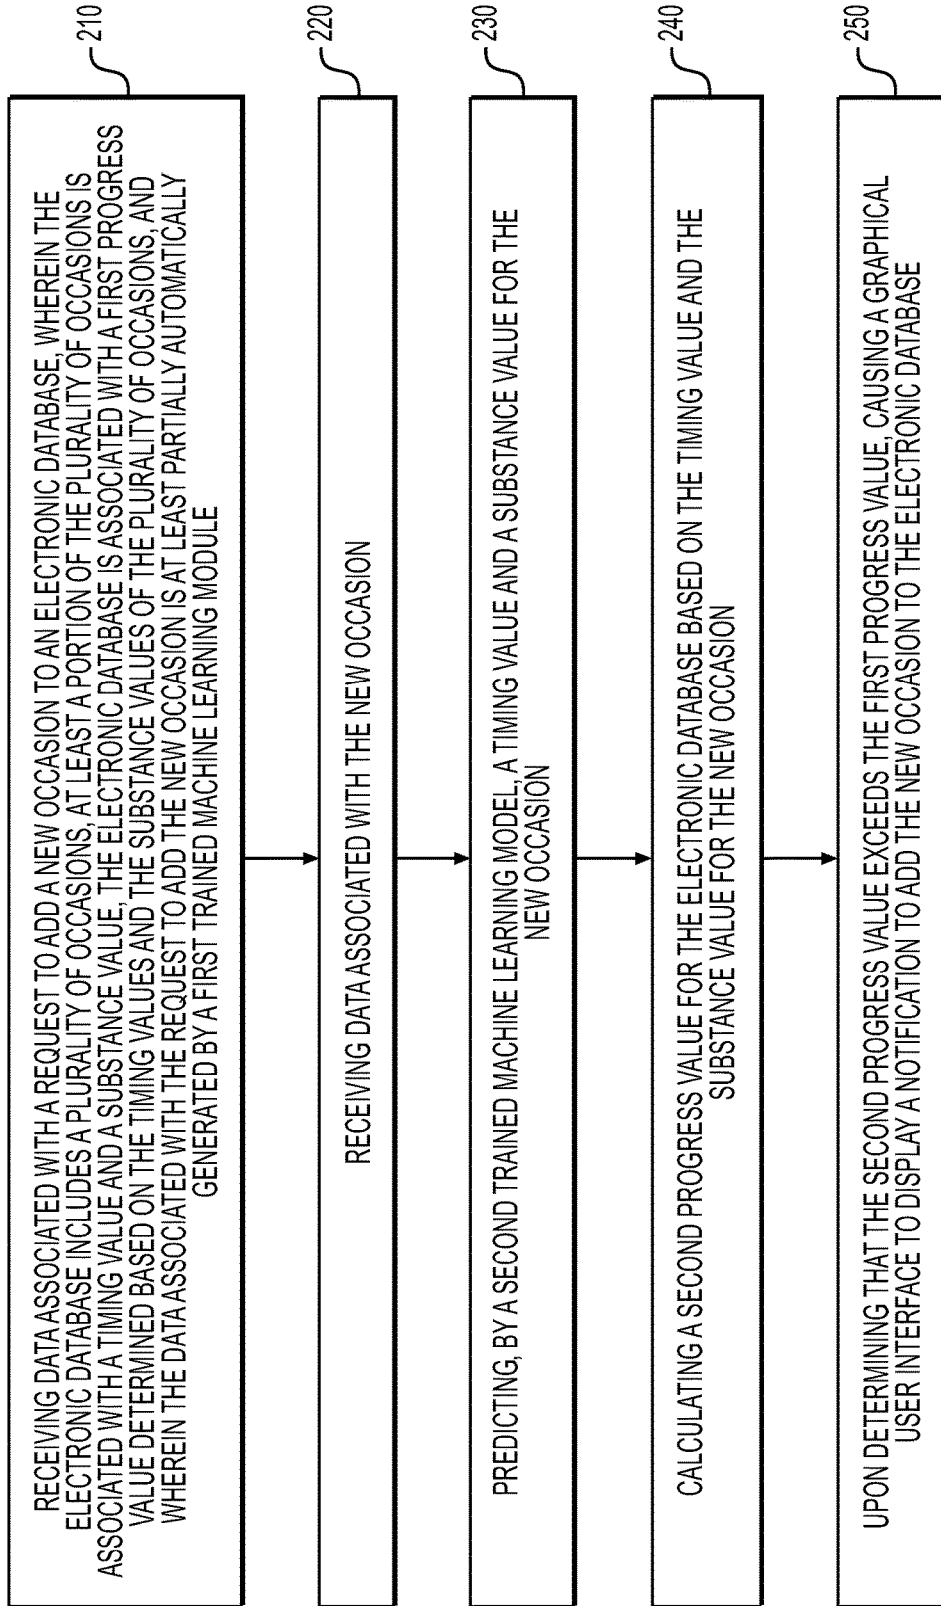 RECEIVING DATA ASSOCIATED WITH A REQUEST TO ADD A NEW OCCASION TO AN ELECTRONIC DATABASE, WHEREIN THE
ELECTRONIC DATABASE INCLUDES A PLURALITY OF OCCASIONS, AT LEAST A PORTION OF THE PLURALITY OF OCCASIONS IS
ASSOCIATED WITH A TIMING VALUE AND A SUBSTANCE VALUE, THE ELECTRONIC DATABASE IS ASSOCIATED WITH A FIRST PROGRESS
VALUE DETERMINED BASED ON THE TIMING VALUES AND THE SUBSTANCE VALUES OF THE PLURALITY OF OCCASIONS, AND
WHEREIN THE DATA ASSOCIATED WITH THE REQUEST TO ADD THE NEW OCCASION IS AT LEAST PARTIALLY AUTOMATICALLY
GENERATED BY A FIRST TRAINED MACHINE LEARNING MODULE
210
RECEIVING DATA ASSOCIATED WITH THE NEW OCCASION
220
PREDICTING, BY A SECOND TRAINED MACHINE LEARNING MODEL, A TIMING VALUE AND A SUBSTANCE VALUE FOR THE
NEW OCCASION
230
CALCULATING A SECOND PROGRESS VALUE FOR THE ELECTRONIC DATABASE BASED ON THE TIMING VALUE AND THE
SUBSTANCE VALUE FOR THE NEW OCCASION
240
UPON DETERMINING THAT THE SECOND PROGRESS VALUE EXCEEDS THE FIRST PROGRESS VALUE, CAUSING A GRAPHICAL
USER INTERFACE TO DISPLAY A NOTIFICATION TO ADD THE NEW OCCASION TO THE ELECTRONIC DATABASE
250